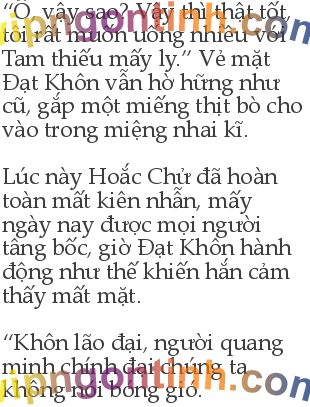 “Ồ, vậy sao? Vậy thì thật tốt,
tôi rất muốn uống nhiều với
Tam thiếu mấy ly.” Vẻ mặt
Đạt Khôn vẫn hờ hững như
cũ, gắp một miếng thịt bò cho
vào trong miệng nhai kĩ.
Lúc này Hoắc Chử đã hoàn
toàn mất kiên nhẫn, mấy
ngày nay được mọi người
tâng bốc, giờ Đạt Khôn hành
động như thế khiến hắn cảm
thấy mất mặt.
“Khôn lão đại, người quang
minh chính đại chúng ta
không nói bóng gió.
vipngontinh.com
vipngontinh.com